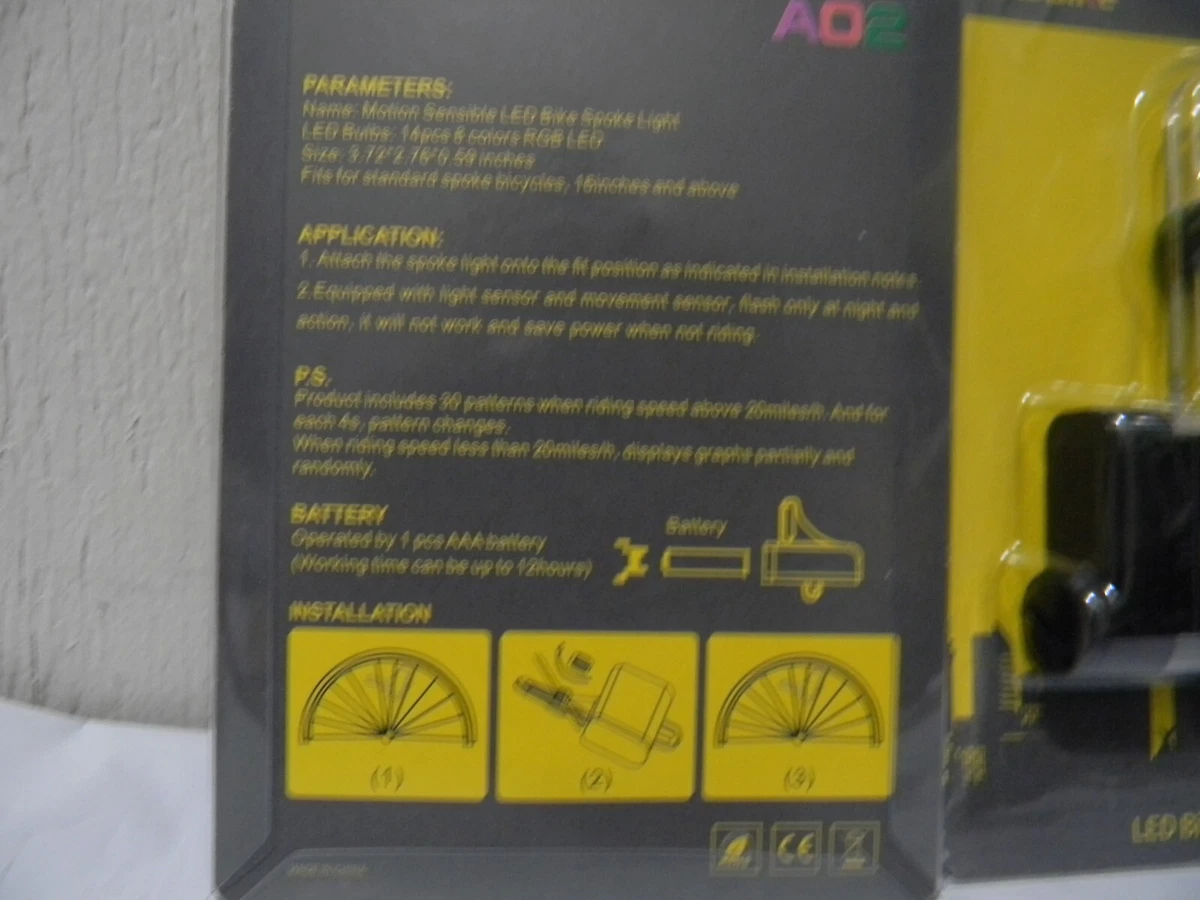 A02
PARAMETERS:
Name: Motion Sensible LED Bike Spoke Light
LED Bulbs: 14pcs 8 colors RGB LED
Size: 3.72*2.76*0.59 inches
Fits for standard spoke bicycles, 16inches and above
APPLICATION:
1. Attach the spoke light onto the fit position as indicated in installation notes.
2.Equipped with light sensor and movement sensor, flash only at night and
action, it will not work and save power when not riding.
P.S.
Product includes 30 patterns when riding speed above 20miles/h. And for
each 4s, pattern changes.
When riding speed less than 20miles/h, displays graphs partially and
randomly.
BATTERY
Operated by 1 pcs AAA battery
(Working time can be up to 12hours)
Battery
INSTALLATION
(1)
(2)
(3)
CE
LED